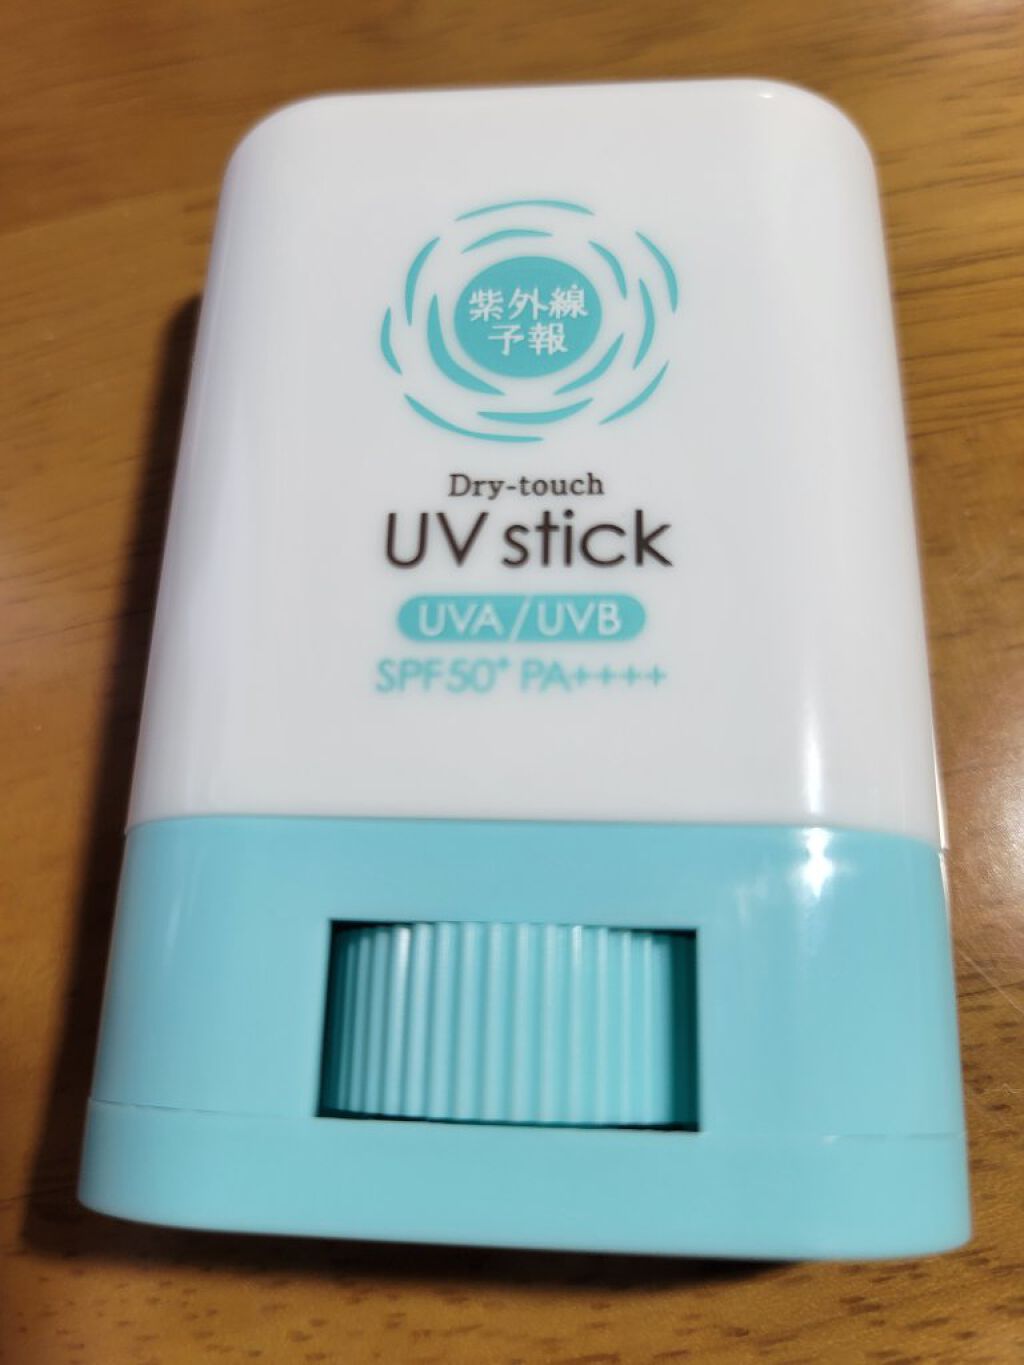 紫外線
予報
Dry-touch
UV stick
UVA/UVB
SPF50+ PA++++